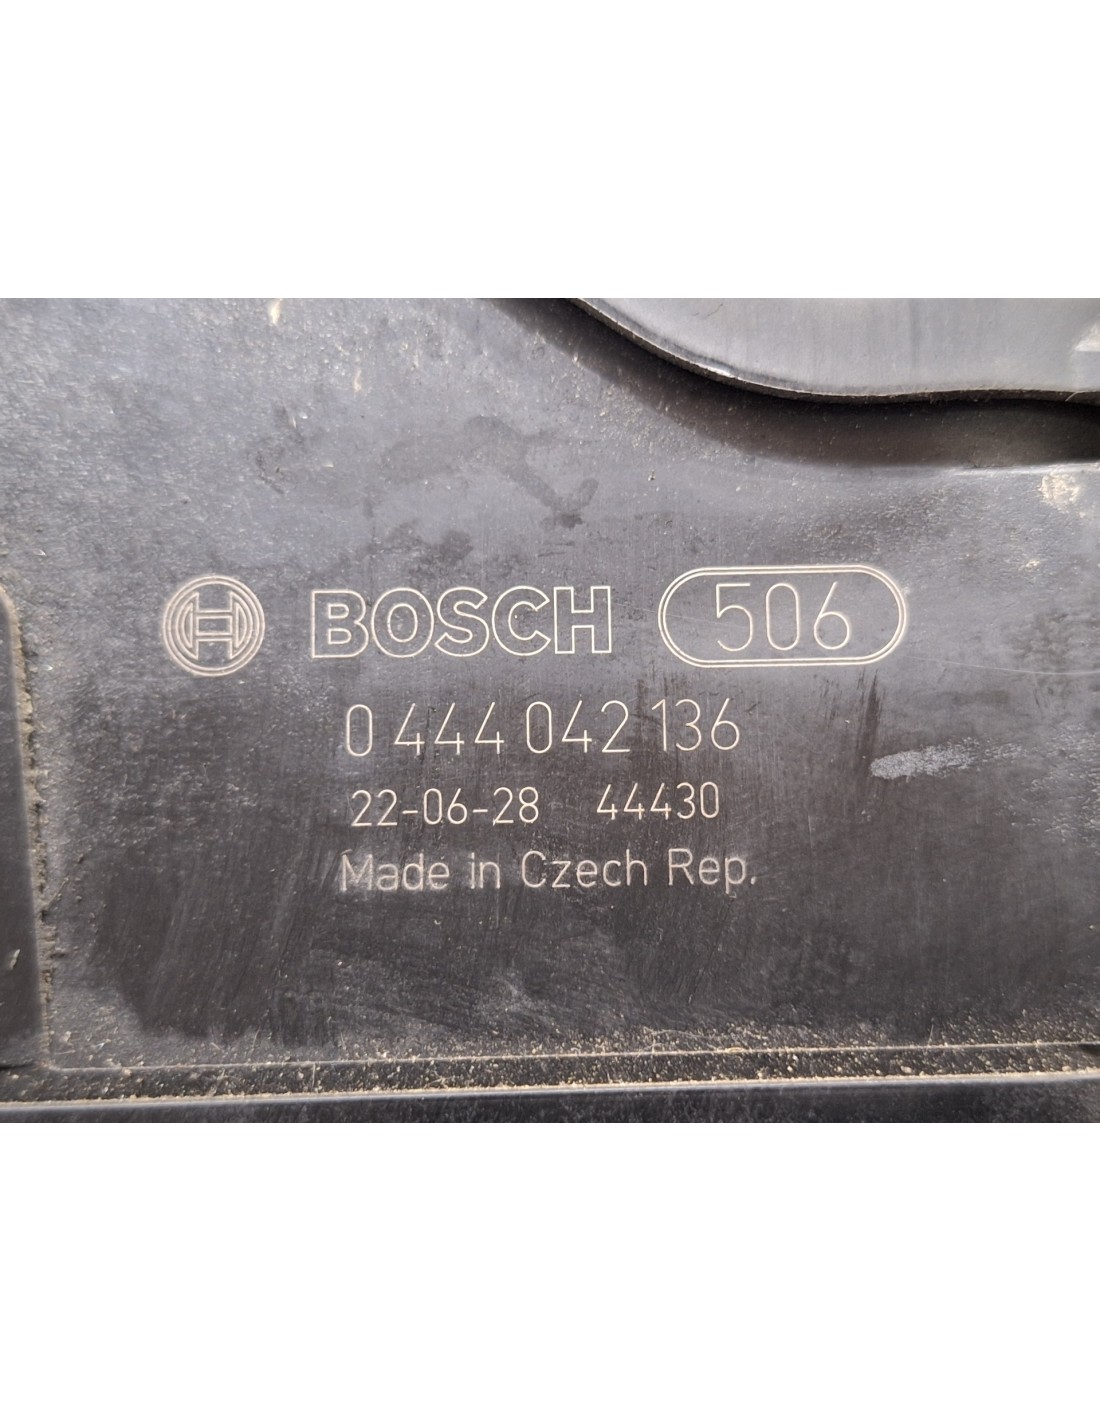 BOSCH 506
0 444 042 136
22-06-28 44430
Made in Czech Rep.